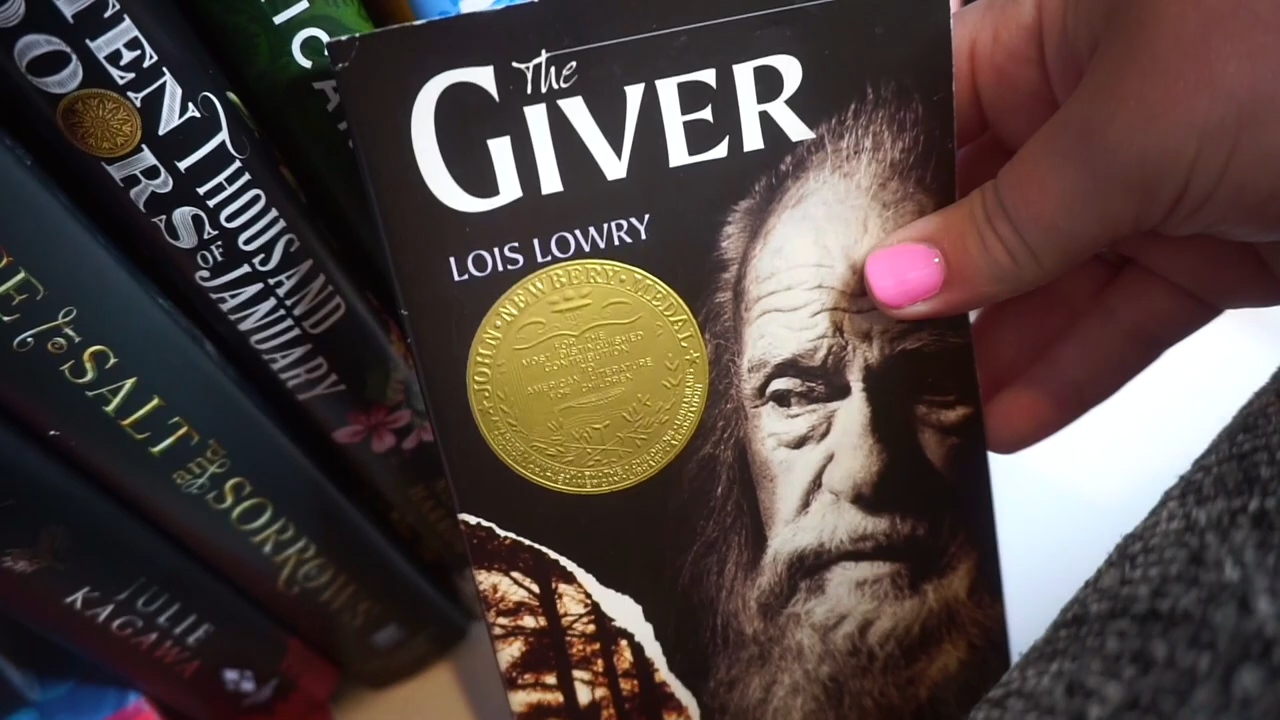 The
GIVER
LOIS LOWRY
JOHN · NEWBERY · MEDAL
FOR THE
MOST DISTINGUISHED
CONTRIBUTION
TO
AMERICAN LITERATURE
FOR CHILDREN
TEN THOUSAND
DOORS OF JANUARY
SALT and SORROWS
JULIE
KAGAWA